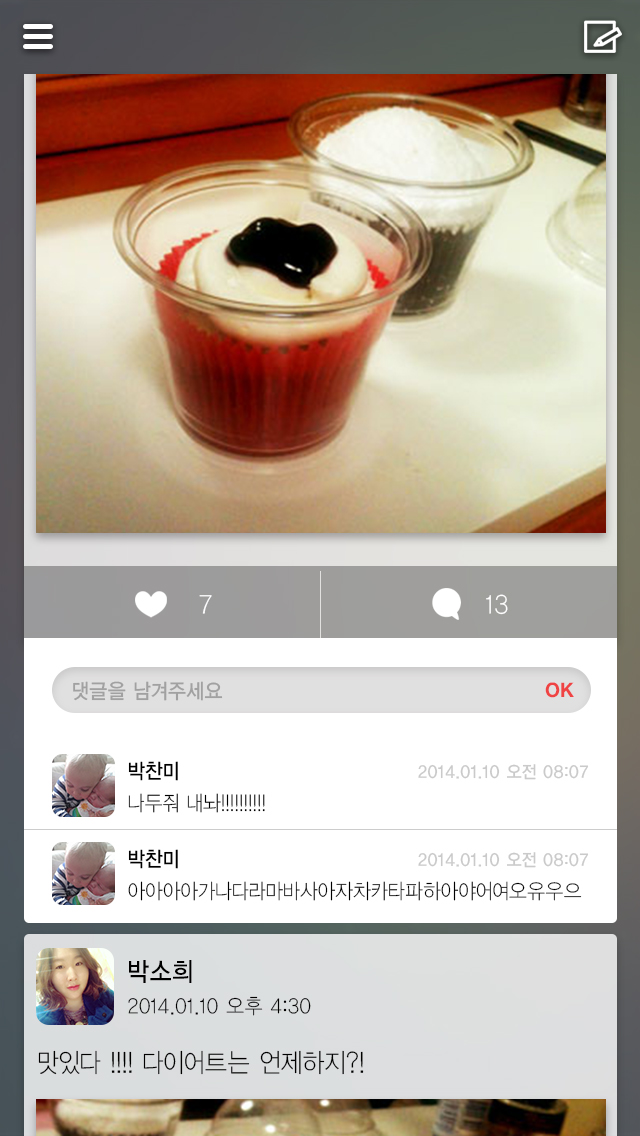 7
13
댓글을 남겨주세요
OK
박찬미
2014.01.10 오전 08:07
나두줘 내놔!!!!!!!!!!
박찬미
2014.01.10 오전 08:07
아아아아가나다라마바사아자차카타파하아야어여오유우으
박소희
2014.01.10 오후 4:30
맛있다 !!!! 다이어트는 언제하지?!